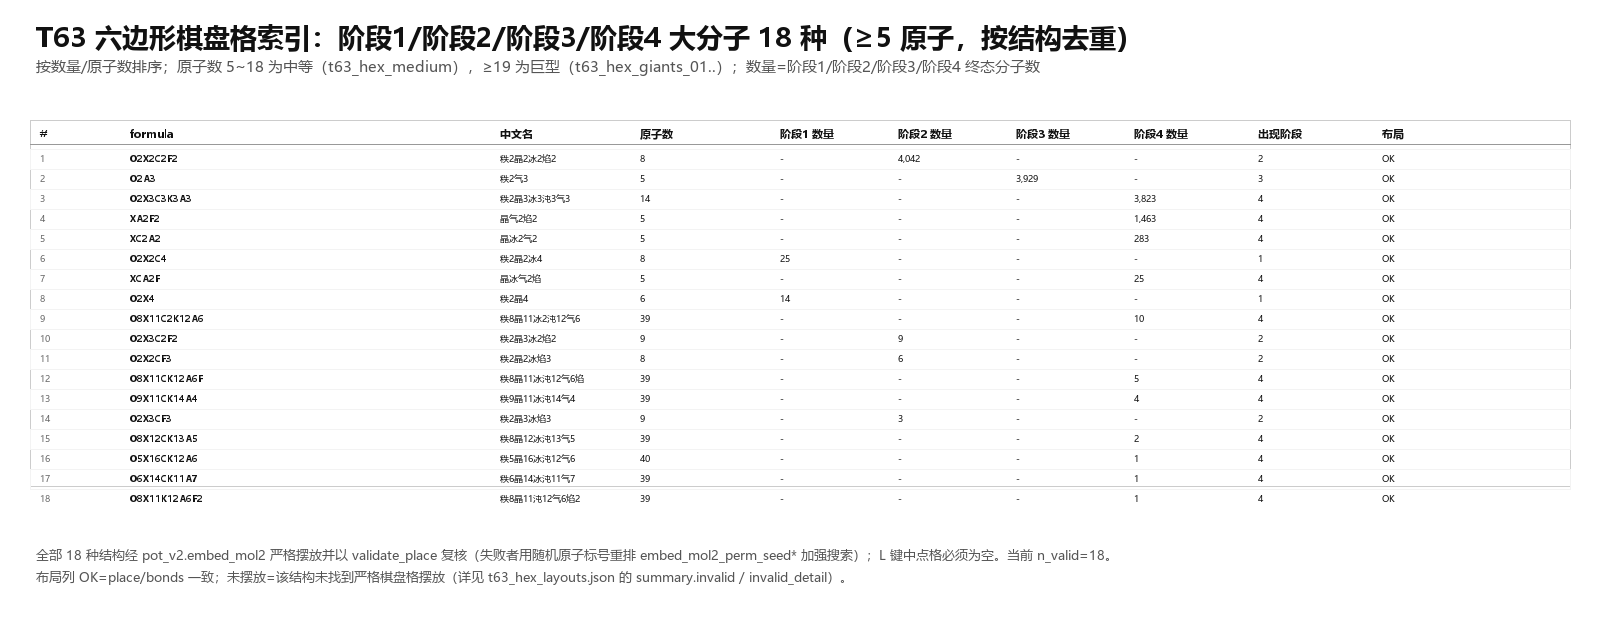 T63 六边形棋盘格索引：阶段1/阶段2/阶段3/阶段4 大分子 18 种（≥5 原子，按结构去重）
按数量/原子数排序；原子数 5~18 为中等（t63_hex_medium），≥19 为巨型（t63_hex_giants_01..）；数量=阶段1/阶段2/阶段3/阶段4 终态分子数
# formula 中文名 原子数 阶段1 数量 阶段2 数量 阶段3 数量 阶段4 数量 出现阶段 布局
1 O2X2C2F2 秩2晶2冰2焰2 8 - 4,042 - - 2 OK
2 O2A3 秩2气3 5 - - 3,929 - 3 OK
3 O2X3C3K3A3 秩2晶3冰3沌3气3 14 - - - 3,823 4 OK
4 XA2F2 晶气2焰2 5 - - - 1,463 4 OK
5 XC2A2 晶冰2气2 5 - - - 283 4 OK
6 O2X2C4 秩2晶2冰4 8 25 - - - 1 OK
7 XCA2F 晶冰气2焰 5 - - - 25 4 OK
8 O2X4 秩2晶4 6 14 - - - 1 OK
9 O8X11C2K12A6 秩8晶11冰2沌12气6 39 - - - 10 4 OK
10 O2X3C2F2 秩2晶3冰2焰2 9 - 9 - - 2 OK
11 O2X2CF3 秩2晶2冰焰3 8 - 6 - - 2 OK
12 O8X11CK12A6F 秩8晶11冰沌12气6焰 39 - - - 5 4 OK
13 O9X11CK14A4 秩9晶11冰沌14气4 39 - - - 4 4 OK
14 O2X3CF3 秩2晶3冰焰3 9 - 3 - - 2 OK
15 O8X12CK13A5 秩8晶12冰沌13气5 39 - - - 2 4 OK
16 O5X16CK12A6 秩5晶16冰沌12气6 40 - - - 1 4 OK
17 O6X14CK11A7 秩6晶14冰沌11气7 39 - - - 1 4 OK
18 O8X11K12A6F2 秩8晶11沌12气6焰2 39 - - - 1 4 OK
全部 18 种结构经 pot_v2.embed_mol2 严格摆放并以 validate_place 复核（失败者用随机原子标号重排 embed_mol2_perm_seed* 加强搜索）；L 键中点格必须为空。当前 n_valid=18。
布局列 OK=place/bonds 一致；未摆放=该结构未找到严格棋盘格摆放（详见 t63_hex_layouts.json 的 summary.invalid / invalid_detail）。